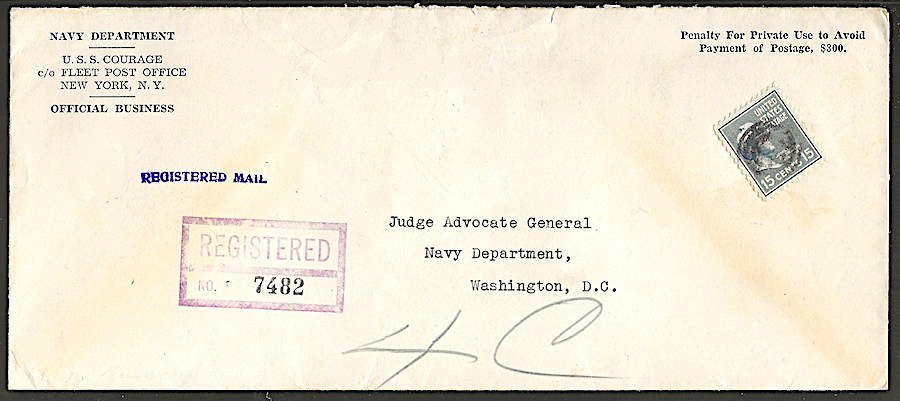 NAVY DEPARTMENT
U. S. S. COURAGE
c/o FLEET POST OFFICE
NEW YORK, N. Y.
OFFICIAL BUSINESS
Penalty For Private Use to Avoid
Payment of Postage, $300.
UNITED
STATES
POSTAGE
15 CENTS 15
REGISTERED MAIL
REGISTERED
NO. 7482
Judge Advocate General
Navy Department,
Washington, D.C.
4 C